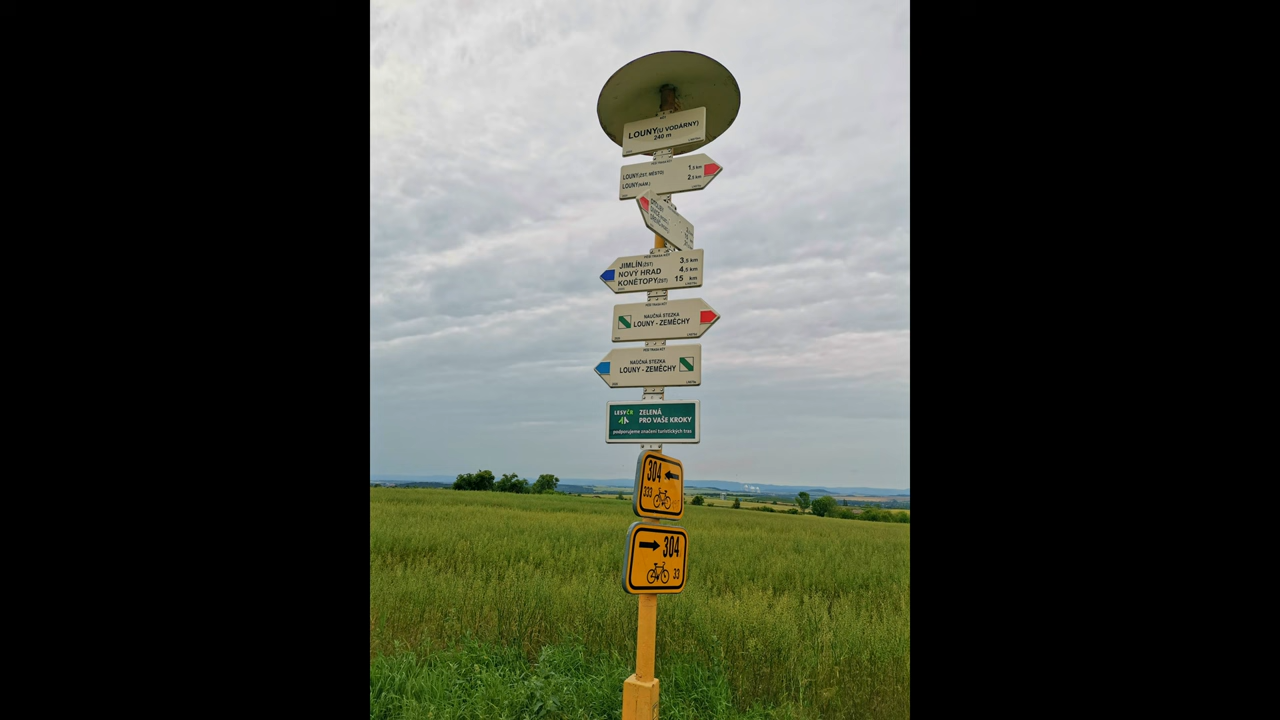 LOUNY(U VODÁRNY)
240 m
LOUNY(ŽST, MĚSTO) 1,5 km
LOUNY(NÁM.) 2,5 km
JIMLÍN(ŽST) 3,5 km
NOVÝ HRAD 4,5 km
KONĚTOPY(ŽST) 15 km
NAUČNÁ STEZKA
LOUNY - ZEMĚCHY
NAUČNÁ STEZKA
LOUNY - ZEMĚCHY
LESY ČR ZELENÁ
PRO VAŠE KROKY
podporujeme značení turistických tras
304
333
304
33